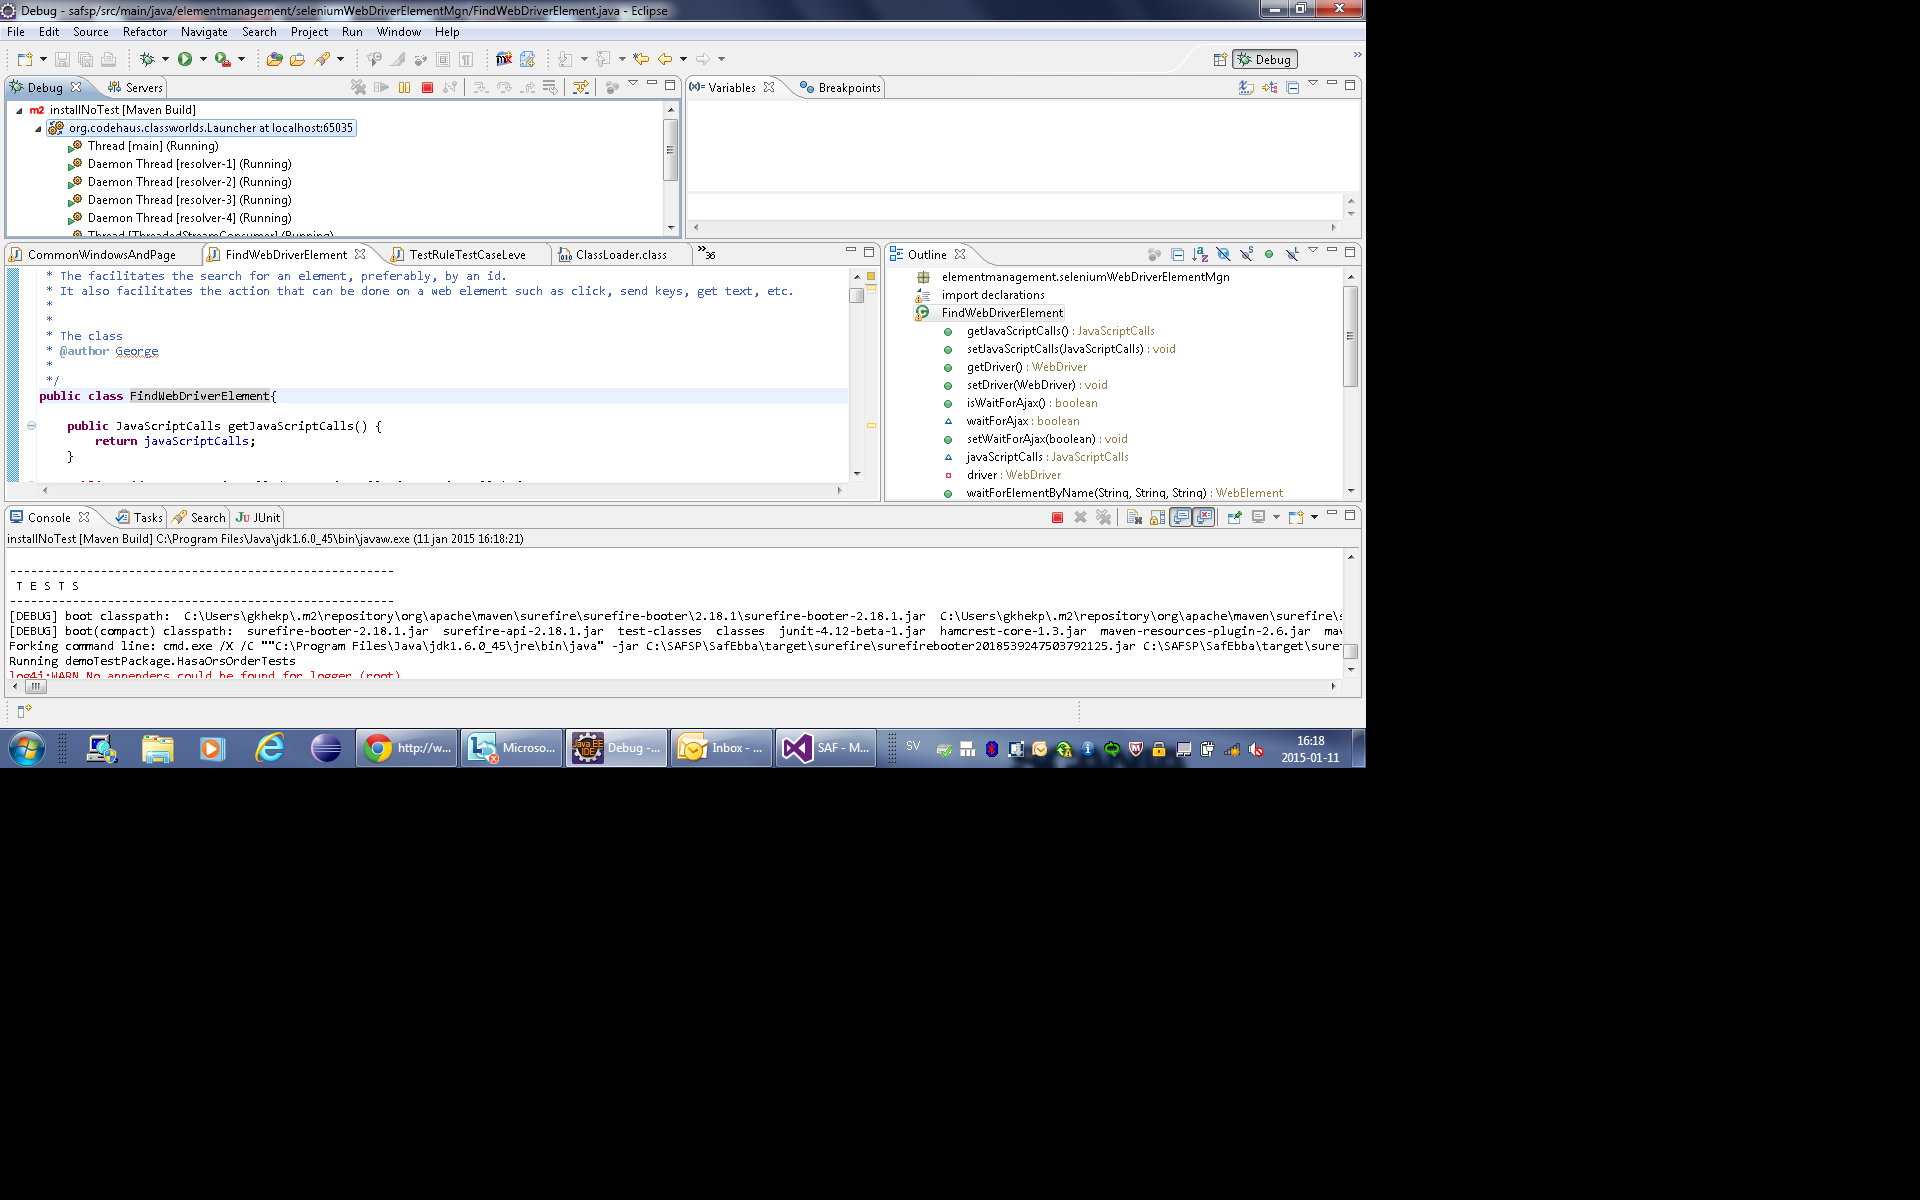 Debug - safsp/src/main/java/elementmanagement/seleniumWebDriverElementMgn/FindWebDriverElement.java - Eclipse
File Edit Source Refactor Navigate Search Project Run Window Help
Debug
Debug Servers
installNoTest [Maven Build]
org.codehaus.classworlds.Launcher at localhost:65035
Thread [main] (Running)
Daemon Thread [resolver-1] (Running)
Daemon Thread [resolver-2] (Running)
Daemon Thread [resolver-3] (Running)
Daemon Thread [resolver-4] (Running)
Thread [ThreadedStreamConsumer] (Running)
(x)= Variables Breakpoints
CommonWindowsAndPage FindWebDriverElement TestRuleTestCaseLeve ClassLoader.class »36
* The facilitates the search for an element, preferably, by an id.
* It also facilitates the action that can be done on a web element such as click, send keys, get text, etc.
*
*
* The class
* @author George
*
*/
public class FindWebDriverElement{
public JavaScriptCalls getJavaScriptCalls() {
return javaScriptCalls;
}
Outline
elementmanagement.seleniumWebDriverElementMgn
import declarations
FindWebDriverElement
getJavaScriptCalls() : JavaScriptCalls
setJavaScriptCalls(JavaScriptCalls) : void
getDriver() : WebDriver
setDriver(WebDriver) : void
isWaitForAjax() : boolean
waitForAjax : boolean
setWaitForAjax(boolean) : void
javaScriptCalls : JavaScriptCalls
driver : WebDriver
waitForElementByName(String, String, String) : WebElement
Console Tasks Search JUnit
installNoTest [Maven Build] C:\Program Files\Java\jdk1.6.0_45\bin\javaw.exe (11 jan 2015 16:18:21)
-------------------------------------------------------
T E S T S
-------------------------------------------------------
[DEBUG] boot classpath:  C:\Users\gkhekp\.m2\repository\org\apache\maven\surefire\surefire-booter\2.18.1\surefire-booter-2.18.1.jar  C:\Users\gkhekp\.m2\repository\org\apache\maven\surefire\s
[DEBUG] boot(compact) classpath:  surefire-booter-2.18.1.jar  surefire-api-2.18.1.jar  test-classes  classes  junit-4.12-beta-1.jar  hamcrest-core-1.3.jar  maven-resources-plugin-2.6.jar  mav
Forking command line: cmd.exe /X /C ""C:\Program Files\Java\jdk1.6.0_45\jre\bin\java" -jar C:\SAFSP\SafEbba\target\surefire\surefirebooter2018539247503792125.jar C:\SAFSP\SafEbba\target\suref
Running demoTestPackage.HasaOrsOrderTests
log4j:WARN No appenders could be found for logger (root)
http://w... Microso... Debug -... Inbox - ... SAF - M... SV 16:18
2015-01-11